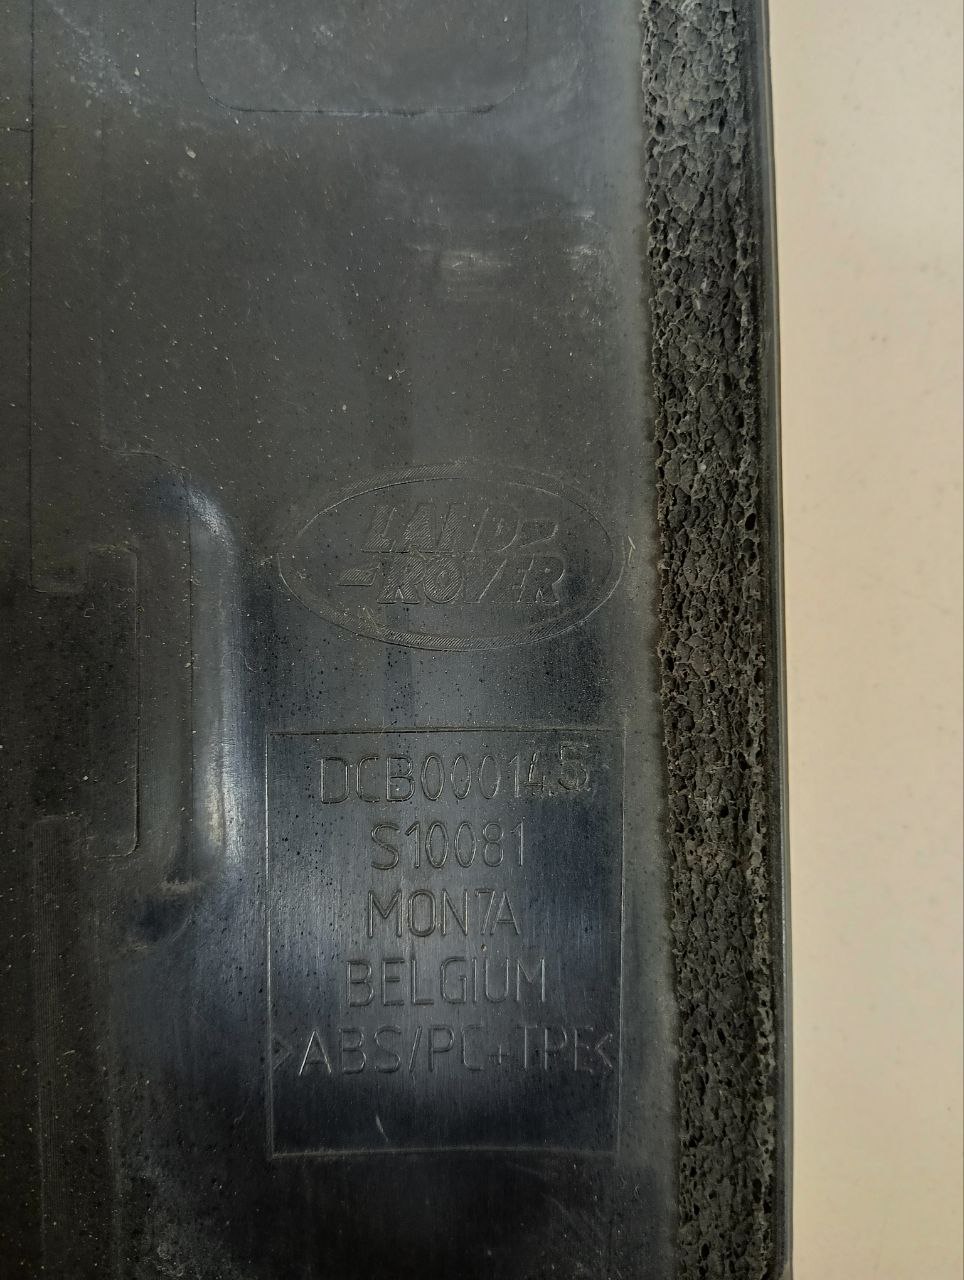 LAND
ROVER
DCB000145
S10081
MON7A
BELGIUM
>ABS/PC+TPE<